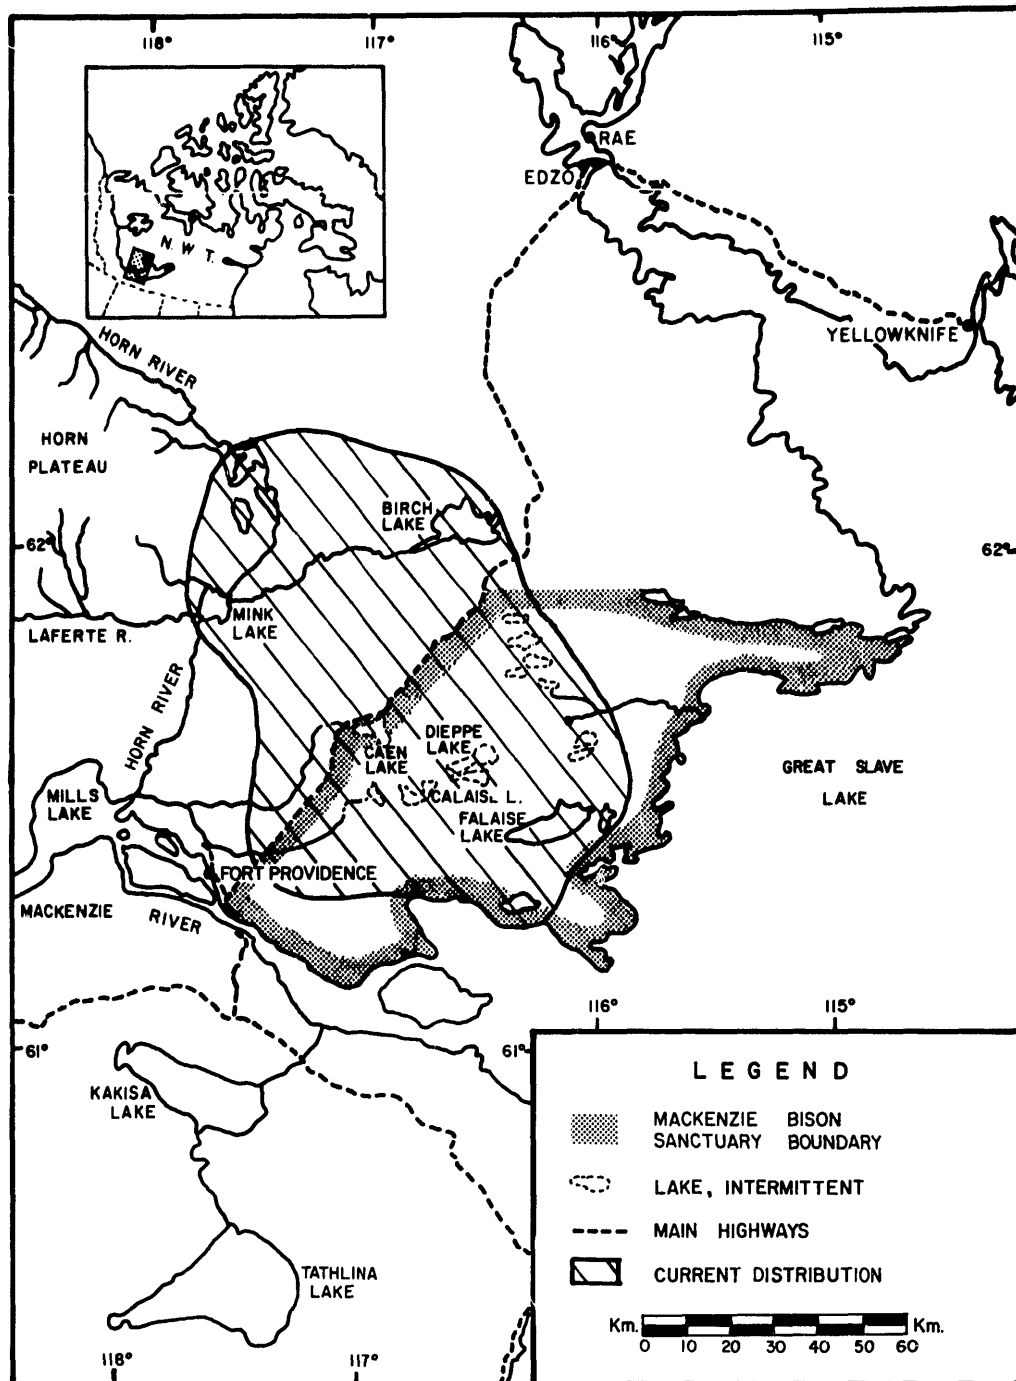 118°
117°
116°
115°
RAE
EDZO
N. W. T.
YELLOWKNIFE
HORN RIVER
HORN
PLATEAU
BIRCH
LAKE
62°
62°
MINK
LAKE
LAFERTE R.
HORN RIVER
DIEPPE
LAKE
CAEN
LAKE
GREAT SLAVE
LAKE
MILLS
LAKE
CALAISE L.
FALAISE
LAKE
FORT PROVIDENCE
MACKENZIE
RIVER
116°
115°
61°
61°
LEGEND
KAKISA
LAKE
MACKENZIE BISON
SANCTUARY BOUNDARY
LAKE, INTERMITTENT
MAIN HIGHWAYS
TATHLINA
LAKE
CURRENT DISTRIBUTION
Km.
Km.
0 10 20 30 40 50 60
118°
117°